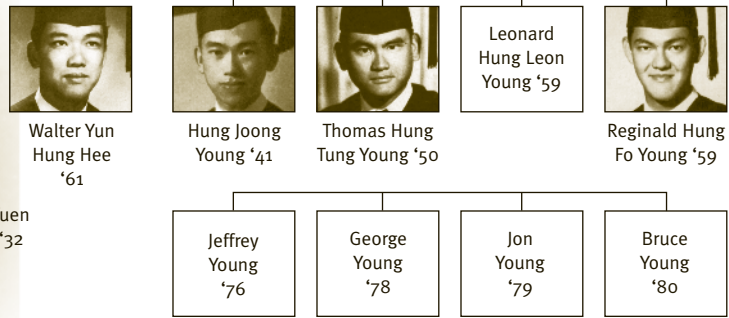 Leonard
Hung Leon
Young ‘59
Walter Yun
Hung Hee
‘61
Hung Joong
Young ‘41
Thomas Hung
Tung Young ‘50
Reginald Hung
Fo Young ‘59
uen
‘32
Jeffrey
Young
‘76
George
Young
‘78
Jon
Young
‘79
Bruce
Young
‘80